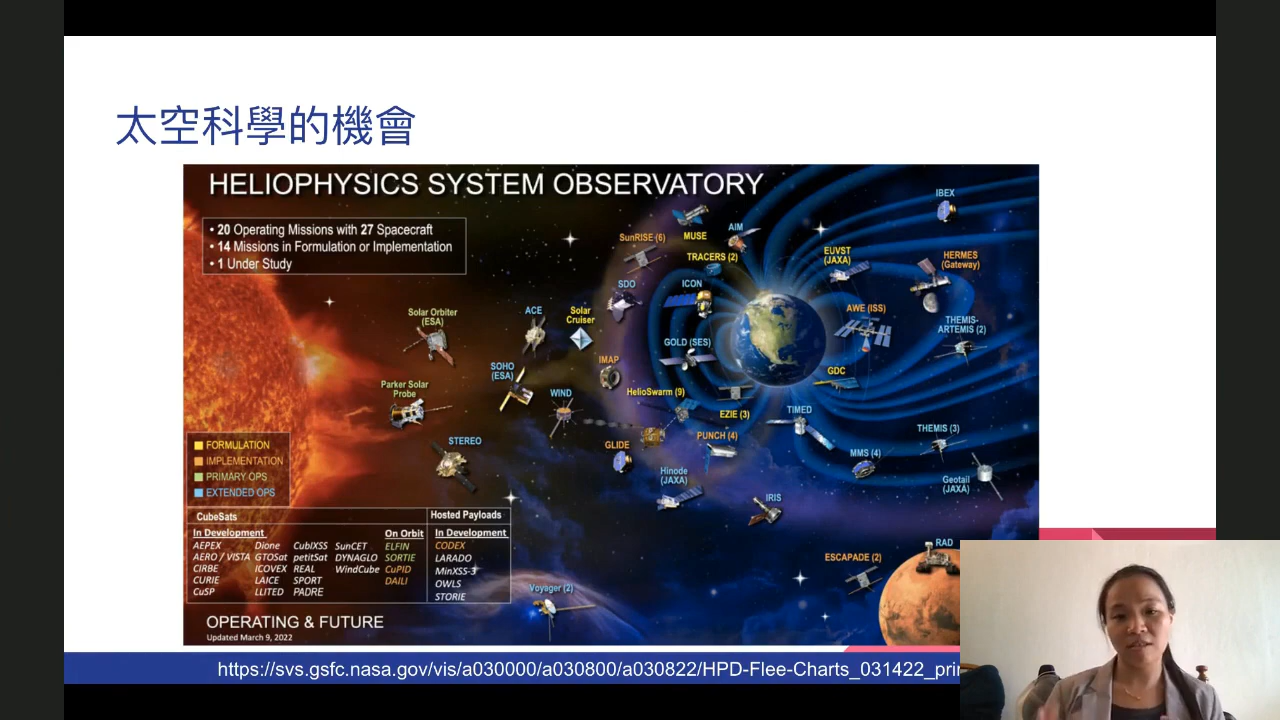 太空科學的機會
HELIOPHYSICS SYSTEM OBSERVATORY
• 20 Operating Missions with 27 Spacecraft
• 14 Missions in Formulation or Implementation
• 1 Under Study
IBEX
MUSE
AIM
SunRISE (6)
TRACERS (2)
EUVST
(JAXA)
HERMES
(Gateway)
SDO
ICON
Solar Orbiter
(ESA)
ACE
Solar
Cruiser
AWE (ISS)
THEMIS-
ARTEMIS (2)
GOLD (SES)
SOHO
(ESA)
IMAP
GDC
Parker Solar
Probe
WIND
HelioSwarm (9)
EZIE (3)
TIMED
STEREO
GLIDE
PUNCH (4)
THEMIS (3)
MMS (4)
Hinode
(JAXA)
Geotail
(JAXA)
IRIS
FORMULATION
IMPLEMENTATION
PRIMARY OPS
EXTENDED OPS
CubeSats
Hosted Payloads
In Development
On Orbit
In Development
AEPEX Dione CubIXSS SunCET ELFIN CODEX
AERO / VISTA GTOSat petitSat DYNAGLO SORTIE LARADO
CIRBE ICOVEX REAL WindCube CuPID MinXSS-3
CURIE LAICE SPORT DAILI OWLS
CuSP LLITED PADRE STORIE
RAD
ESCAPADE (2)
Voyager (2)
OPERATING & FUTURE
Updated March 9, 2022
https://svs.gsfc.nasa.gov/vis/a030000/a030800/a030822/HPD-Flee-Charts_031422_pri